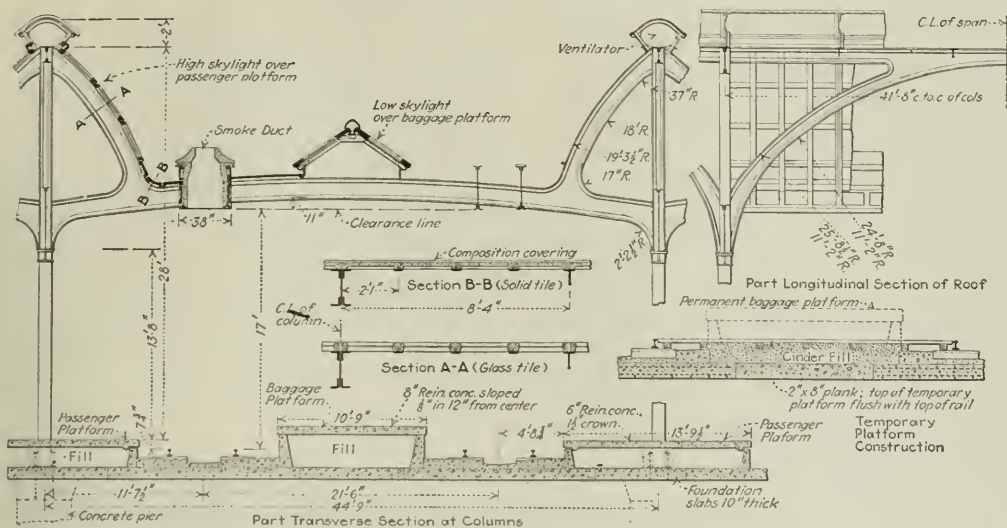 2'
High skylight over
passenger platform
A
A
Smoke Duct
B
B
38"
11"
Clearance line
Low skylight
over baggage platform
Ventilator
37"R.
18'R.
19'3½"R.
17"R.
2'2½"R.
C.L. of span
41'-8"c.to c. of cols
24'-8"R
11'-2"R
25'-8½"R
11'-2"R
Part Longitudinal Section of Roof
Composition covering
Section B-B (Solid tile)
2'-1"
8'-4"
C.L. of
column
Section A-A (Glass tile)
28'
13'-8"
17'
Permanent baggage platform
Cinder Fill
2"x 8" plank; top of temporary
platform flush with top of rail
Temporary
Platform
Construction
Passenger
Platform
Fill
Baggage
Platform
8" Rein. conc. sloped
⅛" in 12" from center
10'-9"
Fill
4'-8¾"
6" Rein. conc.
1½" crown
13'-9½"
Passenger
Plaform
Foundation
slabs 10" thick
11'-7½"
21'-6"
44'9"
Concrete pier
Part Transverse Section at Columns